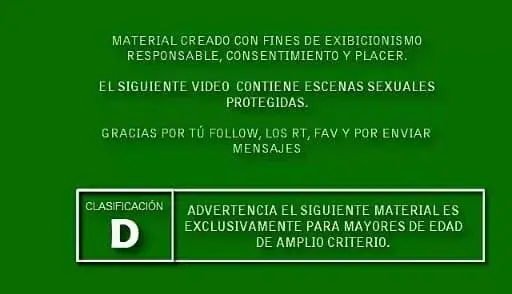 MATERIAL CREADO CON FINES DE EXIBICIONISMO
RESPONSABLE, CONSENTIMIENTO Y PLACER.
EL SIGUIENTE VIDEO CONTIENE ESCENAS SEXUALES
PROTEGIDAS.
GRACIAS POR TÚ FOLLOW, LOS RT, FAV Y POR ENVIAR
MENSAJES
CLASIFICACIÓN
D
ADVERTENCIA EL SIGUIENTE MATERIAL ES
EXCLUSIVAMENTE PARA MAYORES DE EDAD
DE AMPLIO CRITERIO.